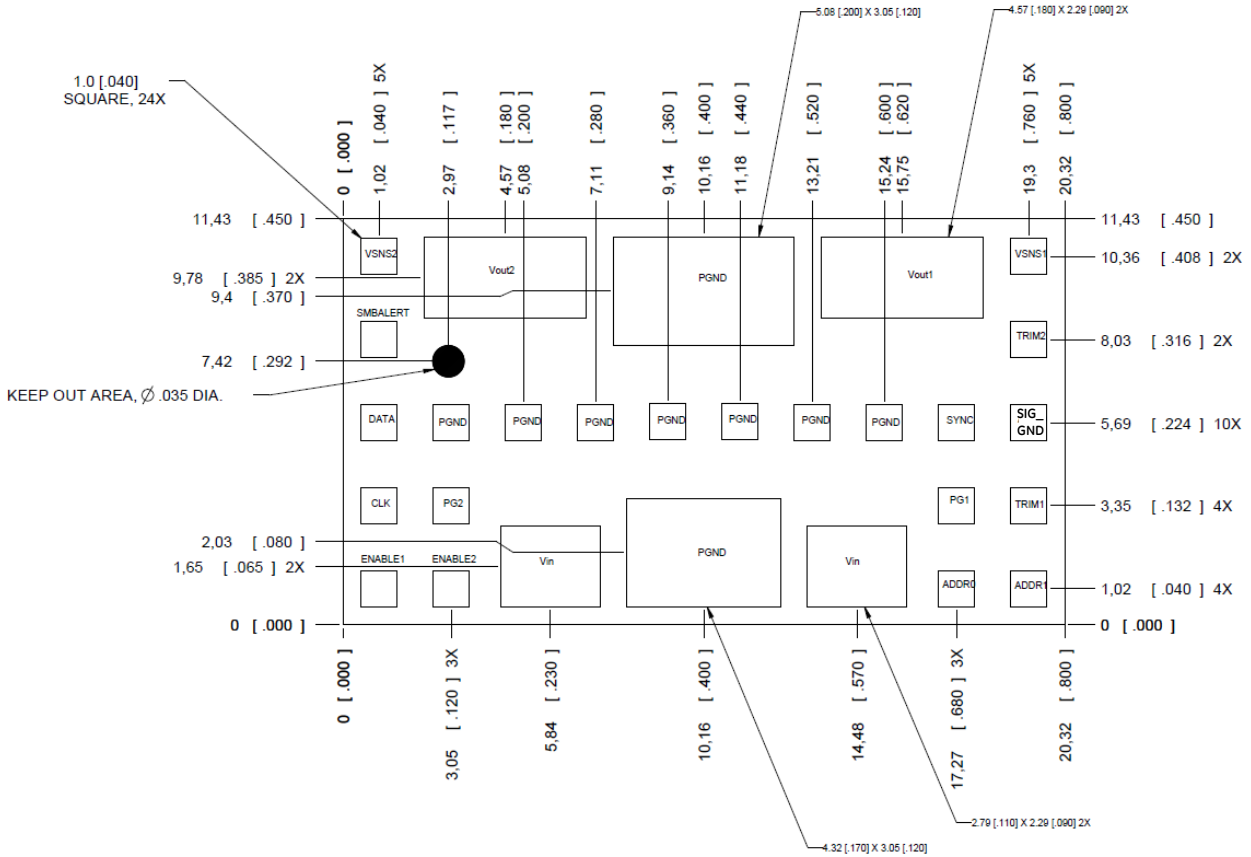 5.08 [.200] X 3.05 [.120]
4.57 [.180] X 2.29 [.090] 2X
1.0 [.040]
SQUARE, 24X
0 [ .000 ]
1,02 [ .040 ] 5X
2,97 [ .117 ]
4,57 [ .180 ]
5,08 [ .200 ]
7,11 [ .280 ]
9,14 [ .360 ]
10,16 [ .400 ]
11,18 [ .440 ]
13,21 [ .520 ]
15,24 [ .600 ]
15,75 [ .620 ]
19,3 [ .760 ] 5X
20,32 [ .800 ]
11,43 [ .450 ]
11,43 [ .450 ]
VSNS2
Vout2
PGND
Vout1
VSNS1
10,36 [ .408 ] 2X
9,78 [ .385 ] 2X
9,4 [ .370 ]
SMBALERT
TRIM2
8,03 [ .316 ] 2X
7,42 [ .292 ]
KEEP OUT AREA, Ø .035 DIA.
DATA
PGND
PGND
PGND
PGND
PGND
PGND
PGND
SYNC
SIG_
GND
5,69 [ .224 ] 10X
CLK
PG2
PG1
TRIM1
3,35 [ .132 ] 4X
2,03 [ .080 ]
1,65 [ .065 ] 2X
ENABLE1
ENABLE2
Vin
PGND
Vin
ADDR0
ADDR1
1,02 [ .040 ] 4X
0 [ .000 ]
0 [ .000 ]
0 [ .000 ]
3,05 [ .120 ] 3X
5,84 [ .230 ]
10,16 [ .400 ]
14,48 [ .570 ]
17,27 [ .680 ] 3X
20,32 [ .800 ]
2.79 [.110] X 2.29 [.090] 2X
4.32 [.170] X 3.05 [.120]